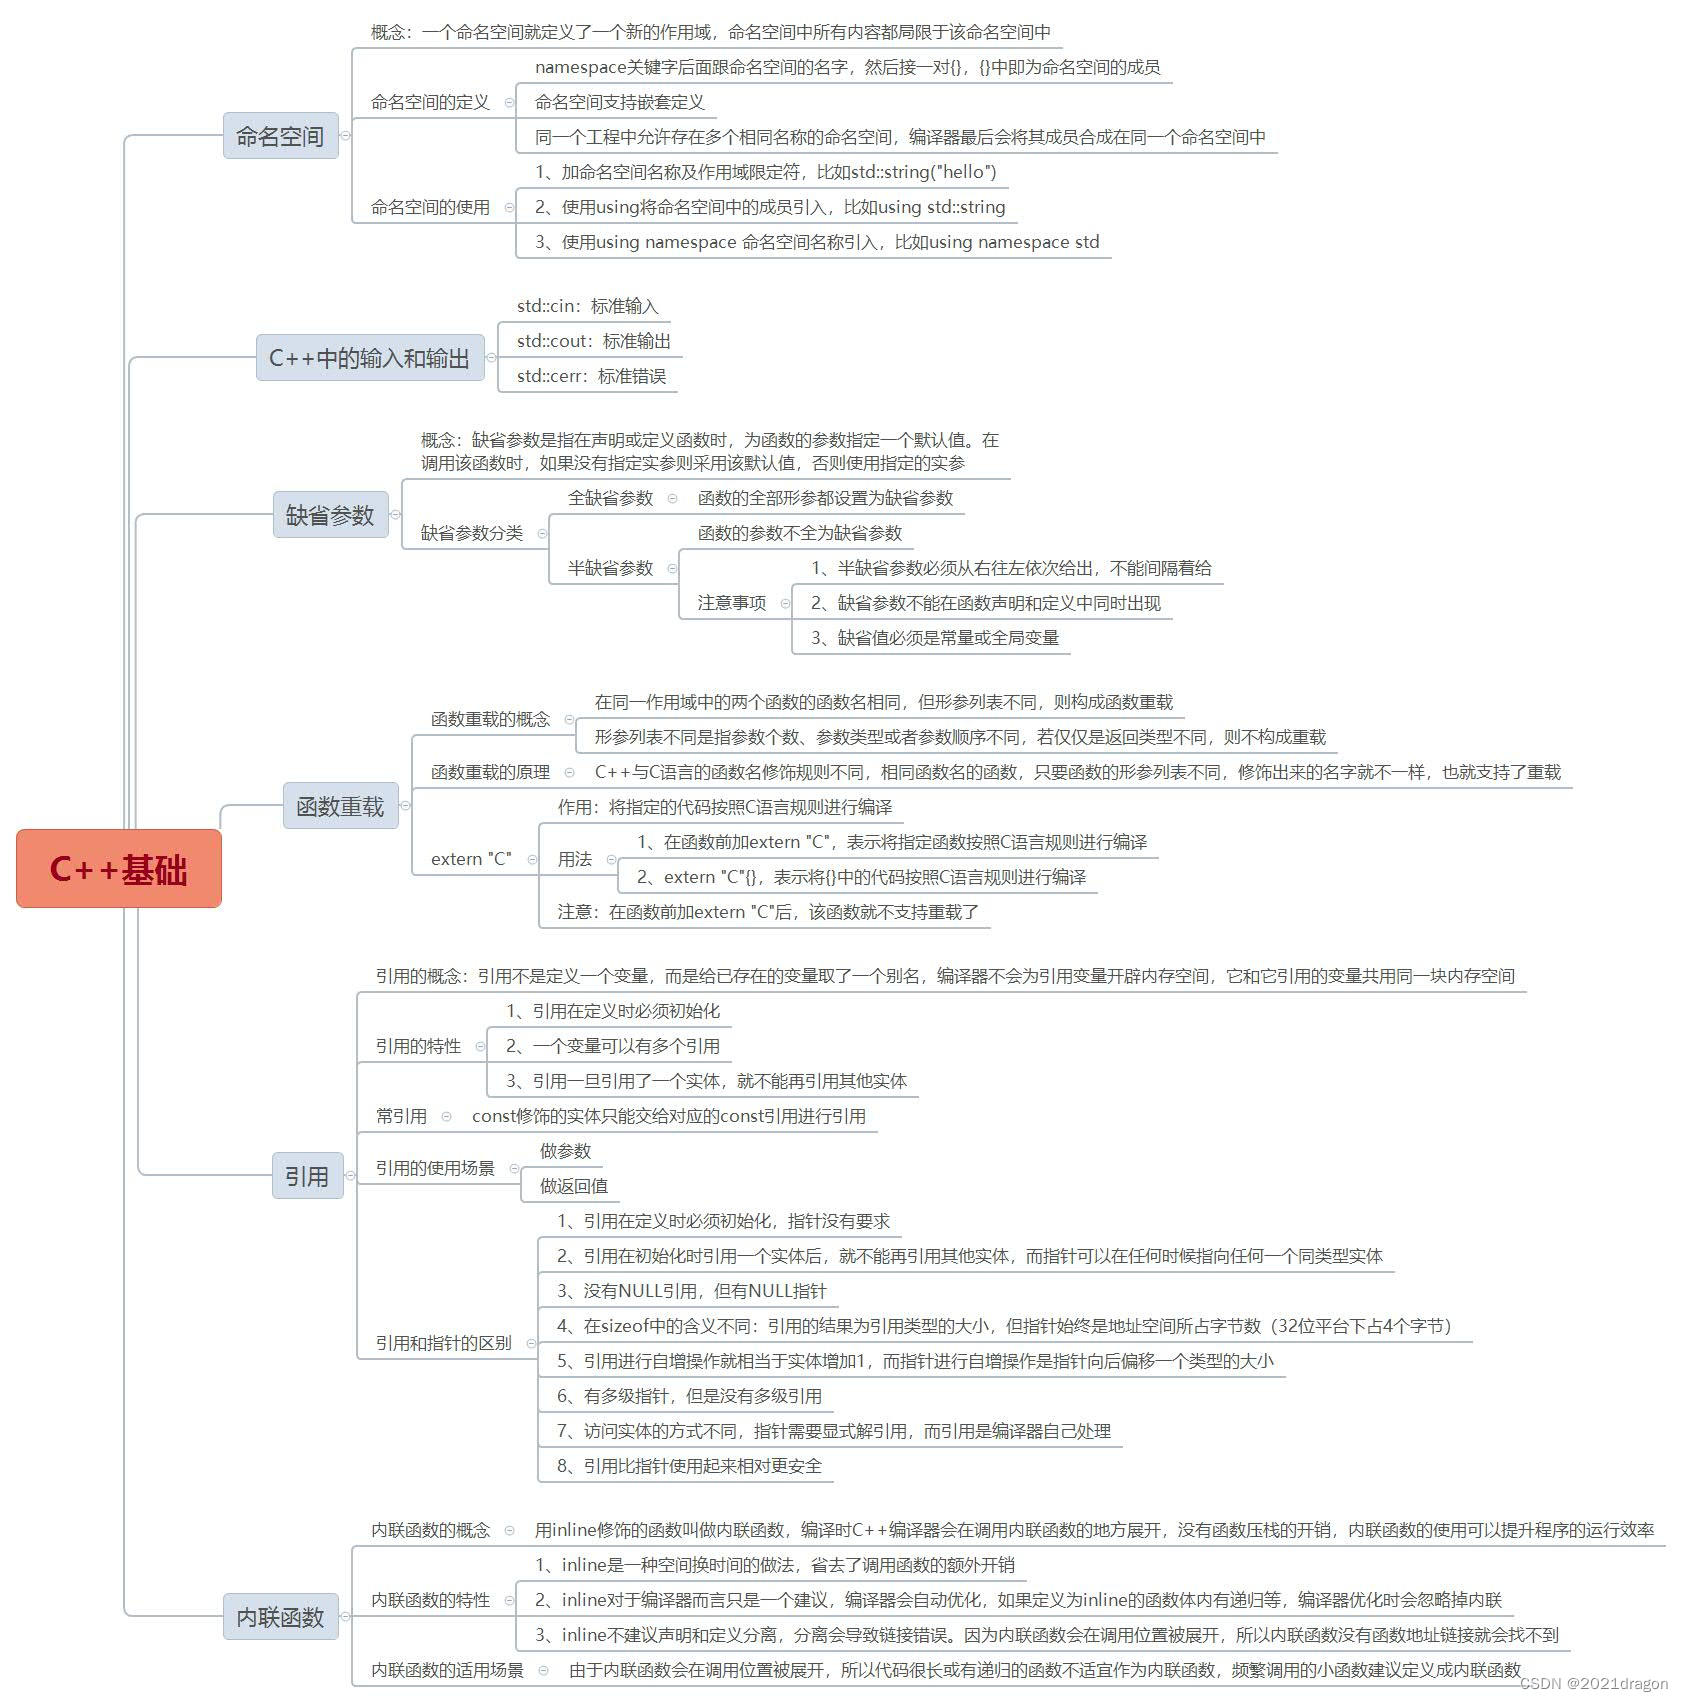 概念：一个命名空间就定义了一个新的作用域，命名空间中所有内容都局限于该命名空间中
namespace关键字后面跟命名空间的名字，然后接一对{}，{}中即为命名空间的成员
命名空间的定义
命名空间支持嵌套定义
同一个工程中允许存在多个相同名称的命名空间，编译器最后会将其成员合成在同一个命名空间中
命名空间
1、加命名空间名称及作用域限定符，比如std::string("hello")
命名空间的使用
2、使用using将命名空间中的成员引入，比如using std::string
3、使用using namespace 命名空间名称引入，比如using namespace std
std::cin：标准输入
C++中的输入和输出
std::cout：标准输出
std::cerr：标准错误
概念：缺省参数是指在声明或定义函数时，为函数的参数指定一个默认值。在
调用该函数时，如果没有指定实参则采用该默认值，否则使用指定的实参
缺省参数
全缺省参数
函数的全部形参都设置为缺省参数
缺省参数分类
函数的参数不全为缺省参数
半缺省参数
1、半缺省参数必须从右往左依次给出，不能间隔着给
注意事项
2、缺省参数不能在函数声明和定义中同时出现
3、缺省值必须是常量或全局变量
在同一作用域中的两个函数的函数名相同，但形参列表不同，则构成函数重载
函数重载的概念
形参列表不同是指参数个数、参数类型或者参数顺序不同，若仅仅是返回类型不同，则不构成重载
函数重载的原理
C++与C语言的函数名修饰规则不同，相同函数名的函数，只要函数的形参列表不同，修饰出来的名字就不一样，也就支持了重载
函数重载
作用：将指定的代码按照C语言规则进行编译
1、在函数前加extern "C"，表示将指定函数按照C语言规则进行编译
extern "C"
用法
2、extern "C"{}，表示将{}中的代码按照C语言规则进行编译
注意：在函数前加extern "C"后，该函数就不支持重载了
C++基础
引用的概念：引用不是定义一个变量，而是给已存在的变量取了一个别名，编译器不会为引用变量开辟内存空间，它和它引用的变量共用同一块内存空间
1、引用在定义时必须初始化
引用的特性
2、一个变量可以有多个引用
3、引用一旦引用了一个实体，就不能再引用其他实体
常引用
const修饰的实体只能交给对应的const引用进行引用
做参数
引用的使用场景
做返回值
引用
1、引用在定义时必须初始化，指针没有要求
2、引用在初始化时引用一个实体后，就不能再引用其他实体，而指针可以在任何时候指向任何一个同类型实体
3、没有NULL引用，但有NULL指针
4、在sizeof中的含义不同：引用的结果为引用类型的大小，但指针始终是地址空间所占字节数（32位平台下占4个字节）
引用和指针的区别
5、引用进行自增操作就相当于实体增加1，而指针进行自增操作是指针向后偏移一个类型的大小
6、有多级指针，但是没有多级引用
7、访问实体的方式不同，指针需要显式解引用，而引用是编译器自己处理
8、引用比指针使用起来相对更安全
内联函数的概念
用inline修饰的函数叫做内联函数，编译时C++编译器会在调用内联函数的地方展开，没有函数压栈的开销，内联函数的使用可以提升程序的运行效率
1、inline是一种空间换时间的做法，省去了调用函数的额外开销
内联函数的特性
2、inline对于编译器而言只是一个建议，编译器会自动优化，如果定义为inline的函数体内有递归等，编译器优化时会忽略掉内联
内联函数
3、inline不建议声明和定义分离，分离会导致链接错误。因为内联函数会在调用位置被展开，所以内联函数没有函数地址链接就会找不到
内联函数的适用场景
由于内联函数会在调用位置被展开，所以代码很长或有递归的函数不适宜作为内联函数，频繁调用的小函数建议定义成内联函数
CSDN @2021dragon